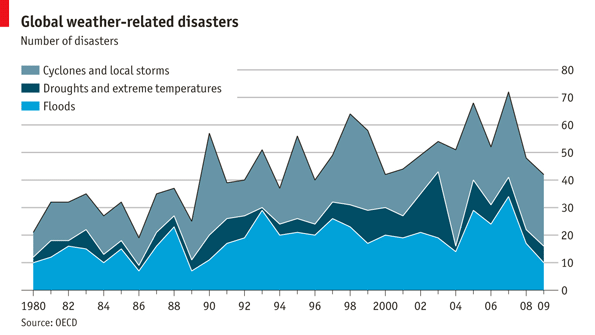 Global weather-related disasters
Number of disasters
Cyclones and local storms
Droughts and extreme temperatures
Floods
80
70
60
50
40
30
20
10
0
1980 82 84 86 88 90 92 94 96 98 2000 02 04 06 08 09
Source: OECD